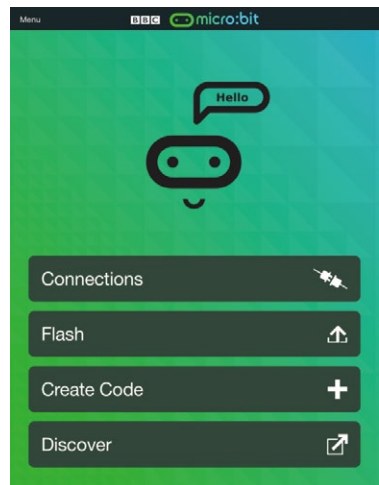 Menu
BBC micro:bit
Hello
Connections
Flash
Create Code
Discover